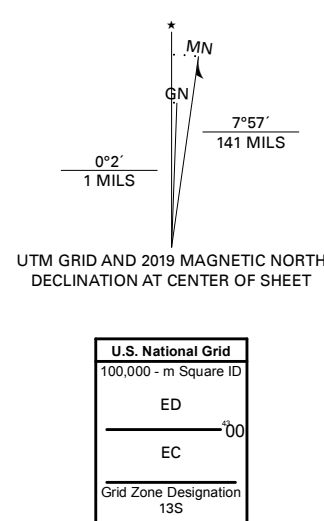 ★
MN
GN
7°57´
141 MILS
0°2´
1 MILS
UTM GRID AND 2019 MAGNETIC NORTH
DECLINATION AT CENTER OF SHEET
U.S. National Grid
100,000 - m Square ID
ED
⁴³00
EC
Grid Zone Designation
13S